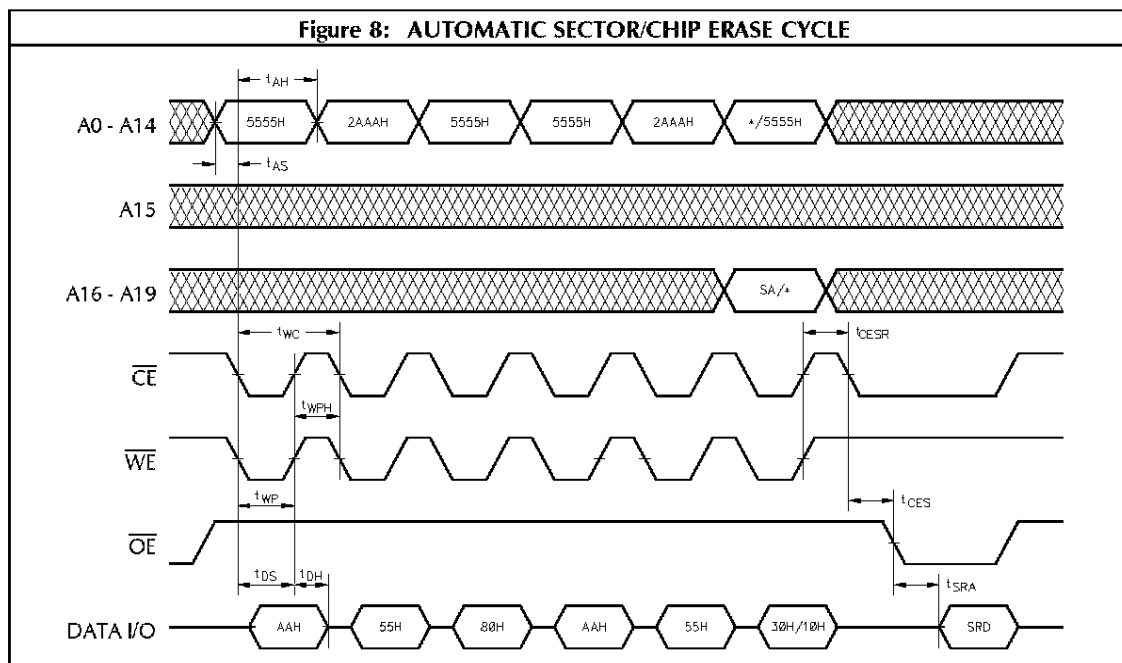 Figure 8: AUTOMATIC SECTOR/CHIP ERASE CYCLE
tAH
A0 - A14
5555H 2AAAH 5555H 5555H 2AAAH */5555H
tAS
A15
A16 - A19
SA/*
tWC tCESR
CE
tWPH
WE
tWP
tCES
OE
tDS tDH
tSRA
DATA I/O
AAH 55H 80H AAH 55H 30H/10H SRD